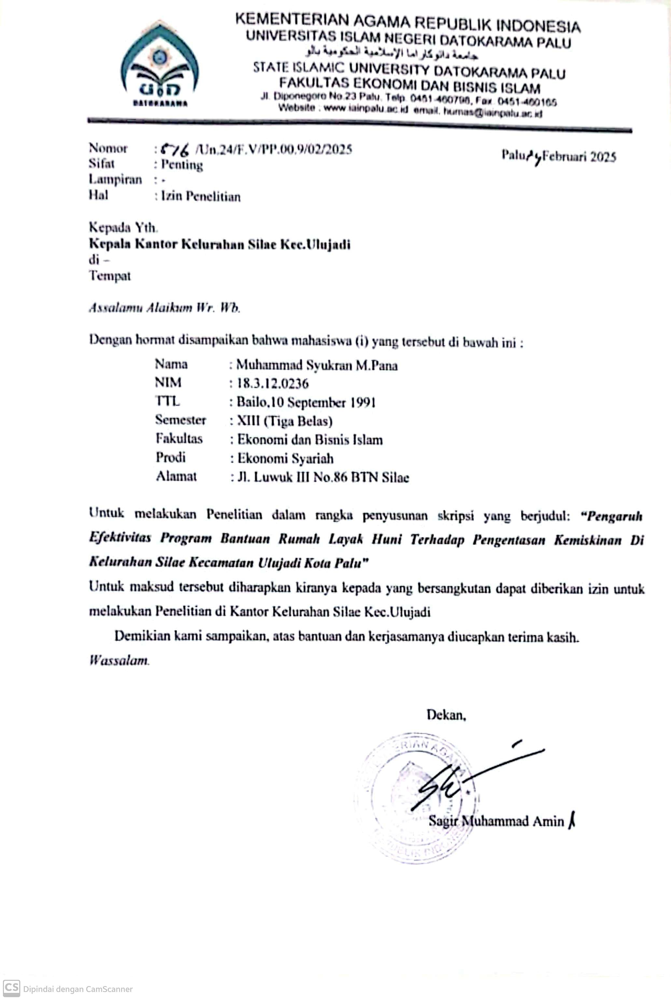 KEMENTERIAN AGAMA REPUBLIK INDONESIA
UNIVERSITAS ISLAM NEGERI DATOKARAMA PALU
جامعة داتوكاراما الإسلامية الحكومية بالو
STATE ISLAMIC UNIVERSITY DATOKARAMA PALU
FAKULTAS EKONOMI DAN BISNIS ISLAM
Jl. Diponegoro No.23 Palu, Telp. 0451-460798, Fax. 0451-460165
Website : www.iainpalu.ac.id email. humas@iainpalu.ac.id
UIN
DATOKARAMA
Nomor : 516 /Un.24/F.V/PP.00.9/02/2025
Palu, Februari 2025
Sifat : Penting
Lampiran : -
Hal : Izin Penelitian
Kepada Yth.
Kepala Kantor Kelurahan Silae Kec.Ulujadi
di –
Tempat
Assalamu Alaikum Wr. Wb.
Dengan hormat disampaikan bahwa mahasiswa (i) yang tersebut di bawah ini :
Nama : Muhammad Syukran M.Pana
NIM : 18.3.12.0236
TTL : Bailo,10 September 1991
Semester : XIII (Tiga Belas)
Fakultas : Ekonomi dan Bisnis Islam
Prodi : Ekonomi Syariah
Alamat : Jl. Luwuk III No.86 BTN Silae
Untuk melakukan Penelitian dalam rangka penyusunan skripsi yang berjudul: “Pengaruh
Efektivitas Program Bantuan Rumah Layak Huni Terhadap Pengentasan Kemiskinan Di
Kelurahan Silae Kecamatan Ulujadi Kota Palu”
Untuk maksud tersebut diharapkan kiranya kepada yang bersangkutan dapat diberikan izin untuk
melakukan Penelitian di Kantor Kelurahan Silae Kec.Ulujadi
Demikian kami sampaikan, atas bantuan dan kerjasamanya diucapkan terima kasih.
Wassalam.
Dekan,
Sagir Muhammad Amin
CS Dipindai dengan CamScanner